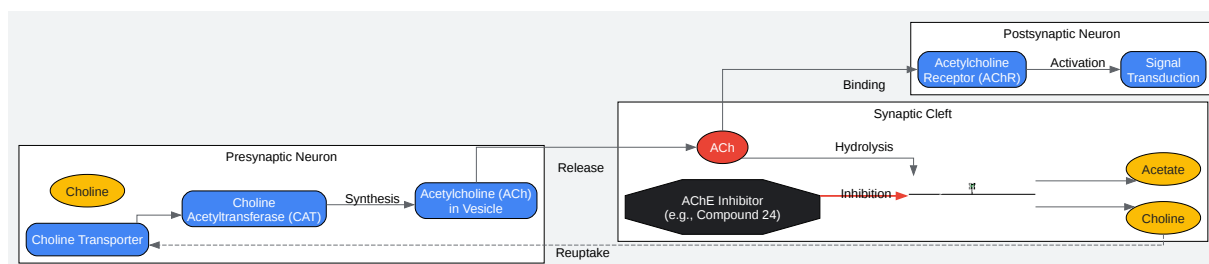 Postsynaptic Neuron
Acetylcholine
Receptor (AChR)
Activation
Signal
Transduction
Binding
Synaptic Cleft
ACh
Hydrolysis
Release
Presynaptic Neuron
Choline
Choline
Acetyltransferase (CAT)
Synthesis
Acetylcholine (ACh)
in Vesicle
Choline Transporter
AChE Inhibitor
(e.g., Compound 24)
Inhibition
Acetate
Choline
Reuptake